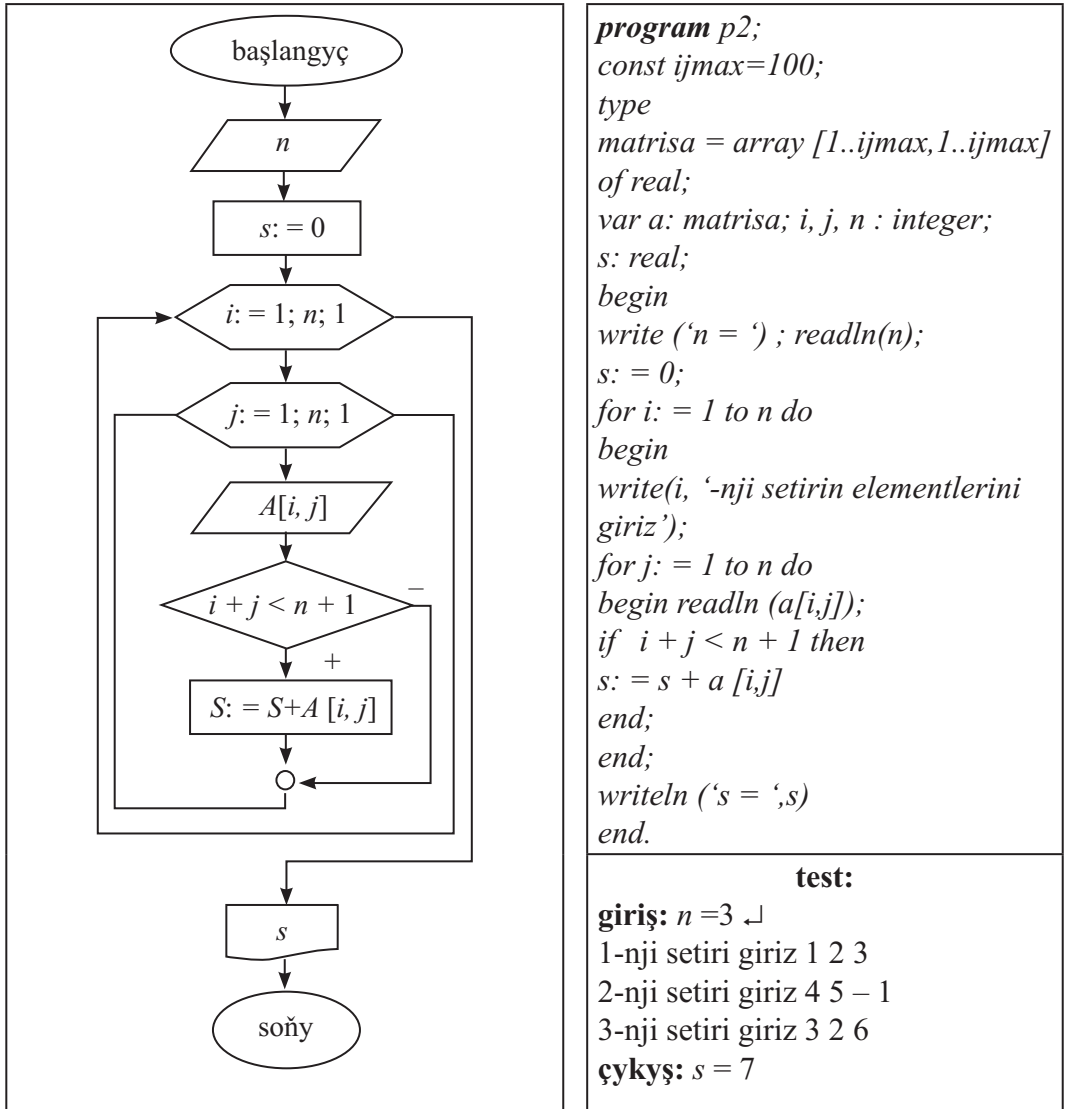 başlangyç
n
s: = 0
i: = 1; n; 1
j: = 1; n; 1
A[i, j]
i + j < n + 1
–
+
S: = S+A [i, j]
s
soňy
program p2;
const ijmax=100;
type
matrisa = array [1..ijmax,1..ijmax]
of real;
var a: matrisa; i, j, n : integer;
s: real;
begin
write (‘n = ‘) ; readln(n);
s: = 0;
for i: = 1 to n do
begin
write(i, ‘-nji setirin elementlerini
giriz’);
for j: = 1 to n do
begin readln (a[i,j]);
if i + j < n + 1 then
s: = s + a [i,j]
end;
end;
writeln (‘s = ‘,s)
end.
test:
giriş: n =3 ↵
1-nji setiri giriz 1 2 3
2-nji setiri giriz 4 5 – 1
3-nji setiri giriz 3 2 6
çykyş: s = 7